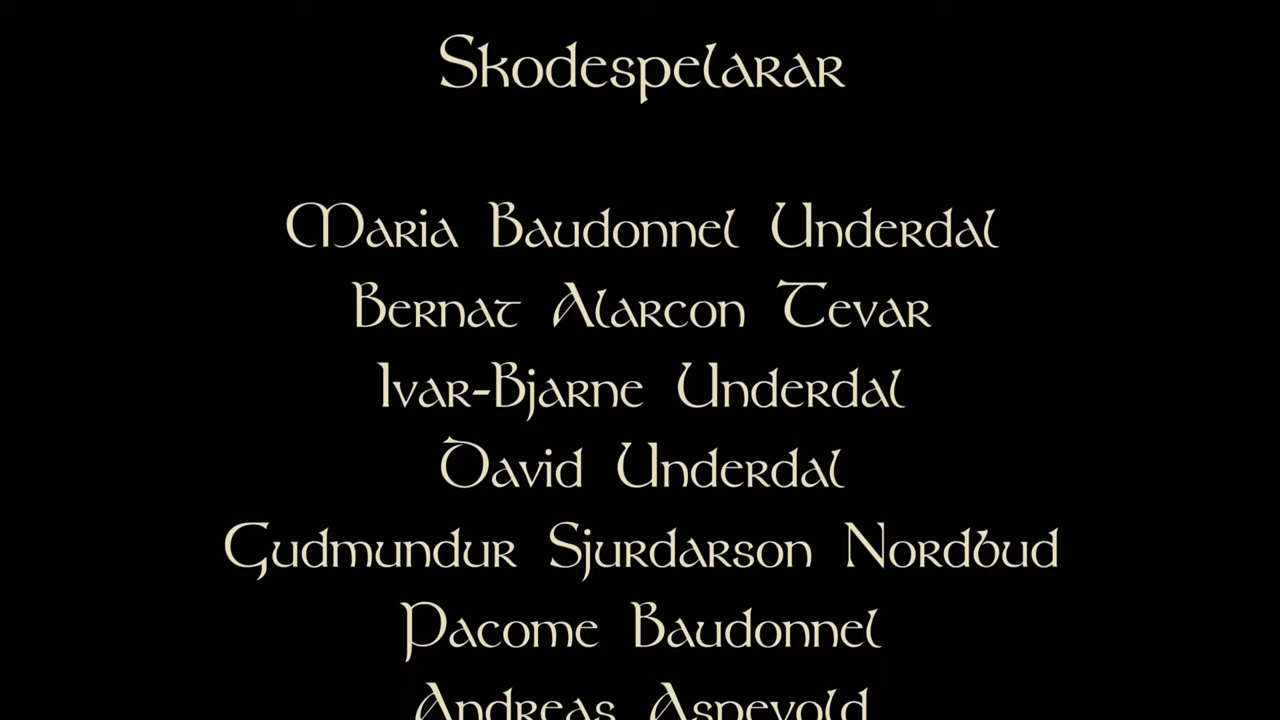 Skodespelarar
Maria Baudonnel Underdal
Bernat Alarcon Tevar
Ivar-Bjarne Underdal
David Underdal
Gudmundur Sjurdarson Nordbud
Pacome Baudonnel
Andreas Aspevold